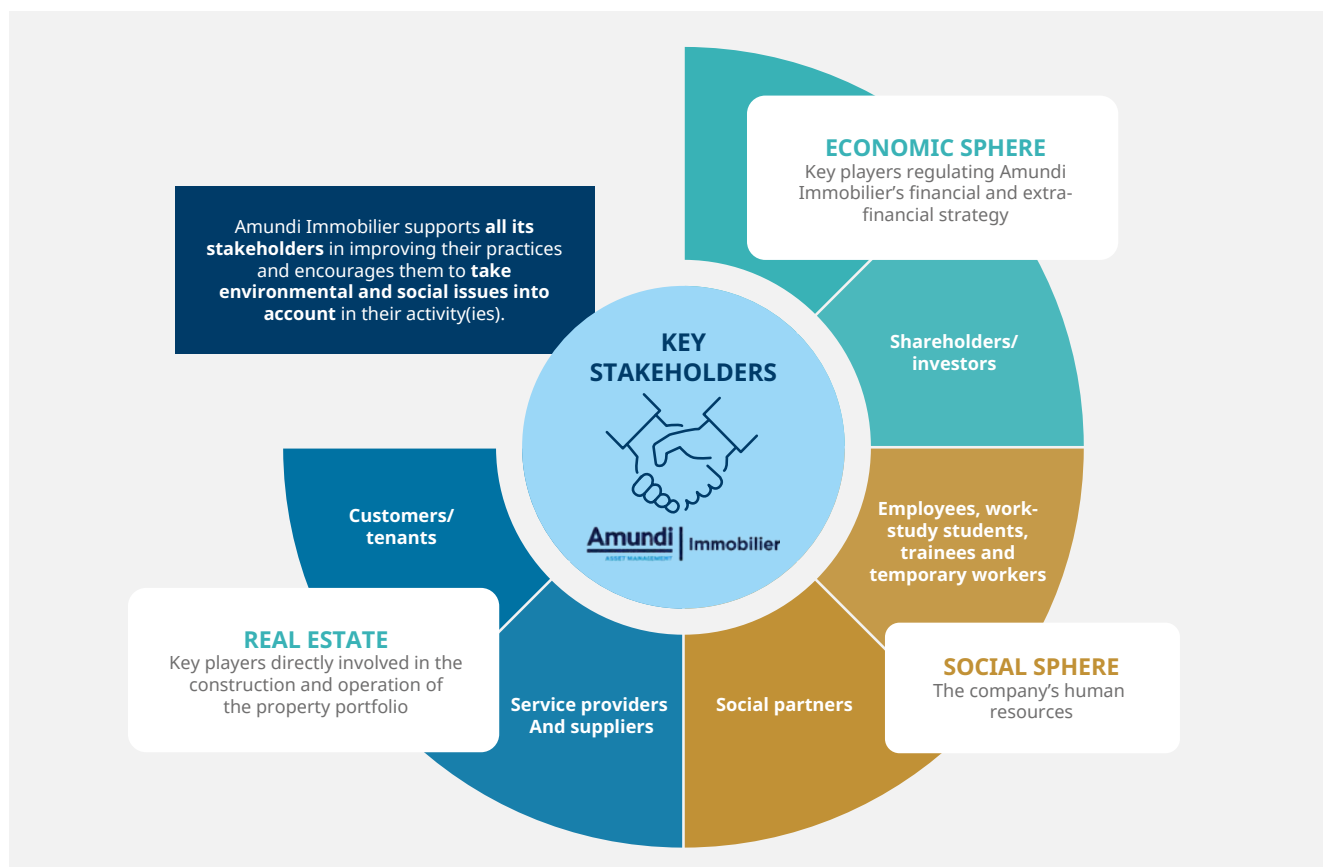 ECONOMIC SPHERE
Key players regulating Amundi
Immobilier’s financial and extra-
financial strategy
Amundi Immobilier supports all its
stakeholders in improving their practices
and encourages them to take
environmental and social issues into
account in their activity(ies).
KEY
STAKEHOLDERS
Amundi
ASSET MANAGEMENT
Immobilier
Shareholders/
investors
Employees, work-
study students,
trainees and
temporary workers
SOCIAL SPHERE
The company’s human
resources
Social partners
Service providers
And suppliers
REAL ESTATE
Key players directly involved in the
construction and operation of
the property portfolio
Customers/
tenants